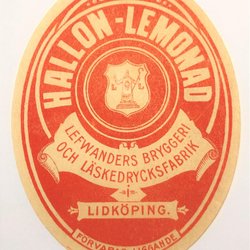 HALLON-LEMONAD
LEFWANDERS BRYGGERI
OCH LÄSKEDRYCKSFABRIK
i
LIDKÖPING.
FÖRVARAS LIGGANDE